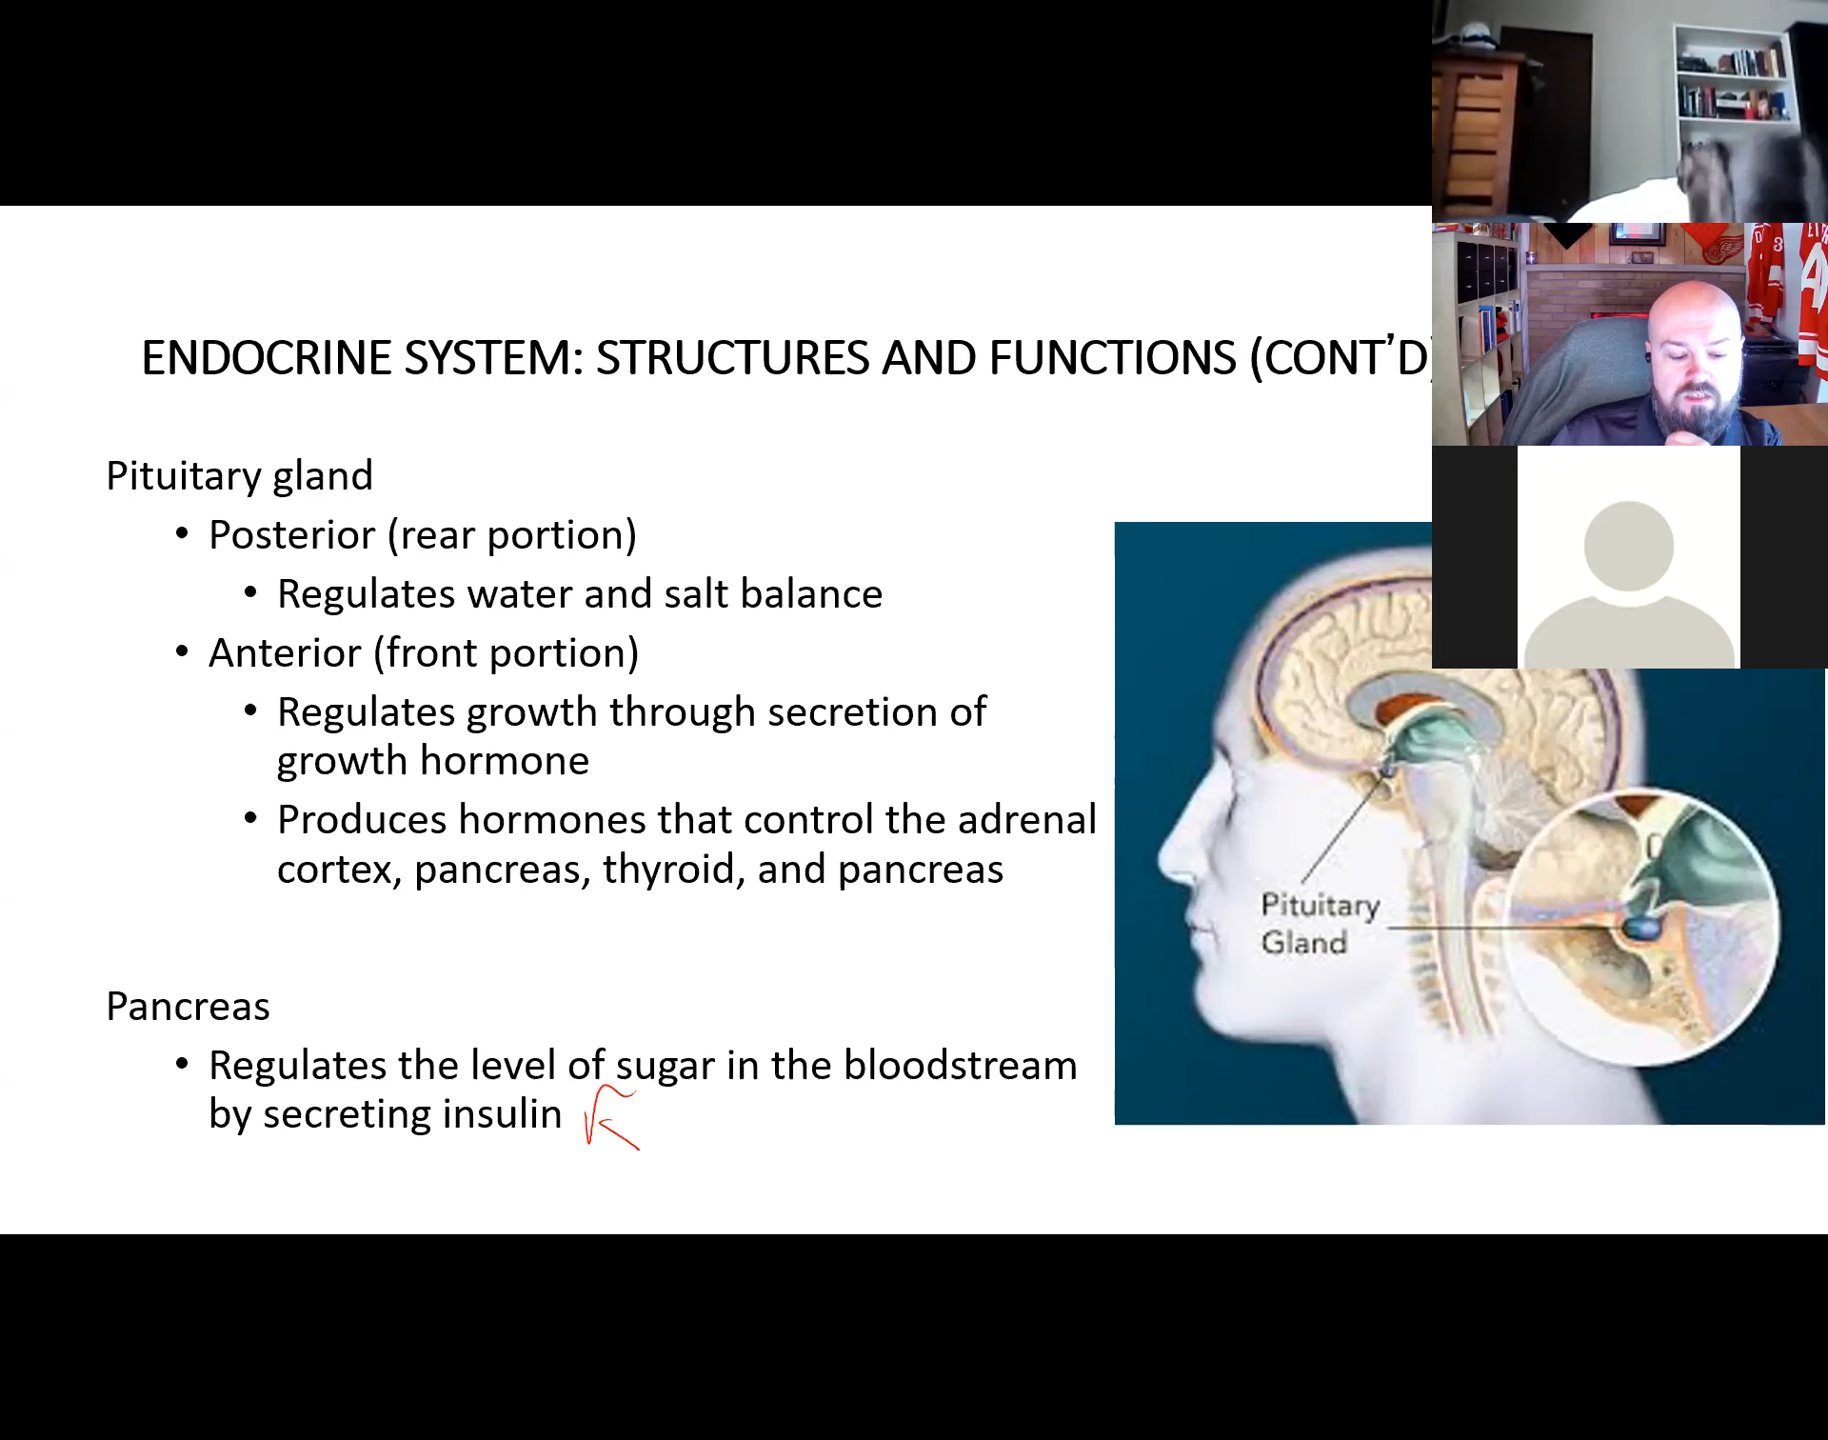 ENDOCRINE SYSTEM: STRUCTURES AND FUNCTIONS (CONT’D)
Pituitary gland
• Posterior (rear portion)
• Regulates water and salt balance
• Anterior (front portion)
• Regulates growth through secretion of
growth hormone
• Produces hormones that control the adrenal
cortex, pancreas, thyroid, and pancreas
Pituitary
Gland
Pancreas
• Regulates the level of sugar in the bloodstream
by secreting insulin